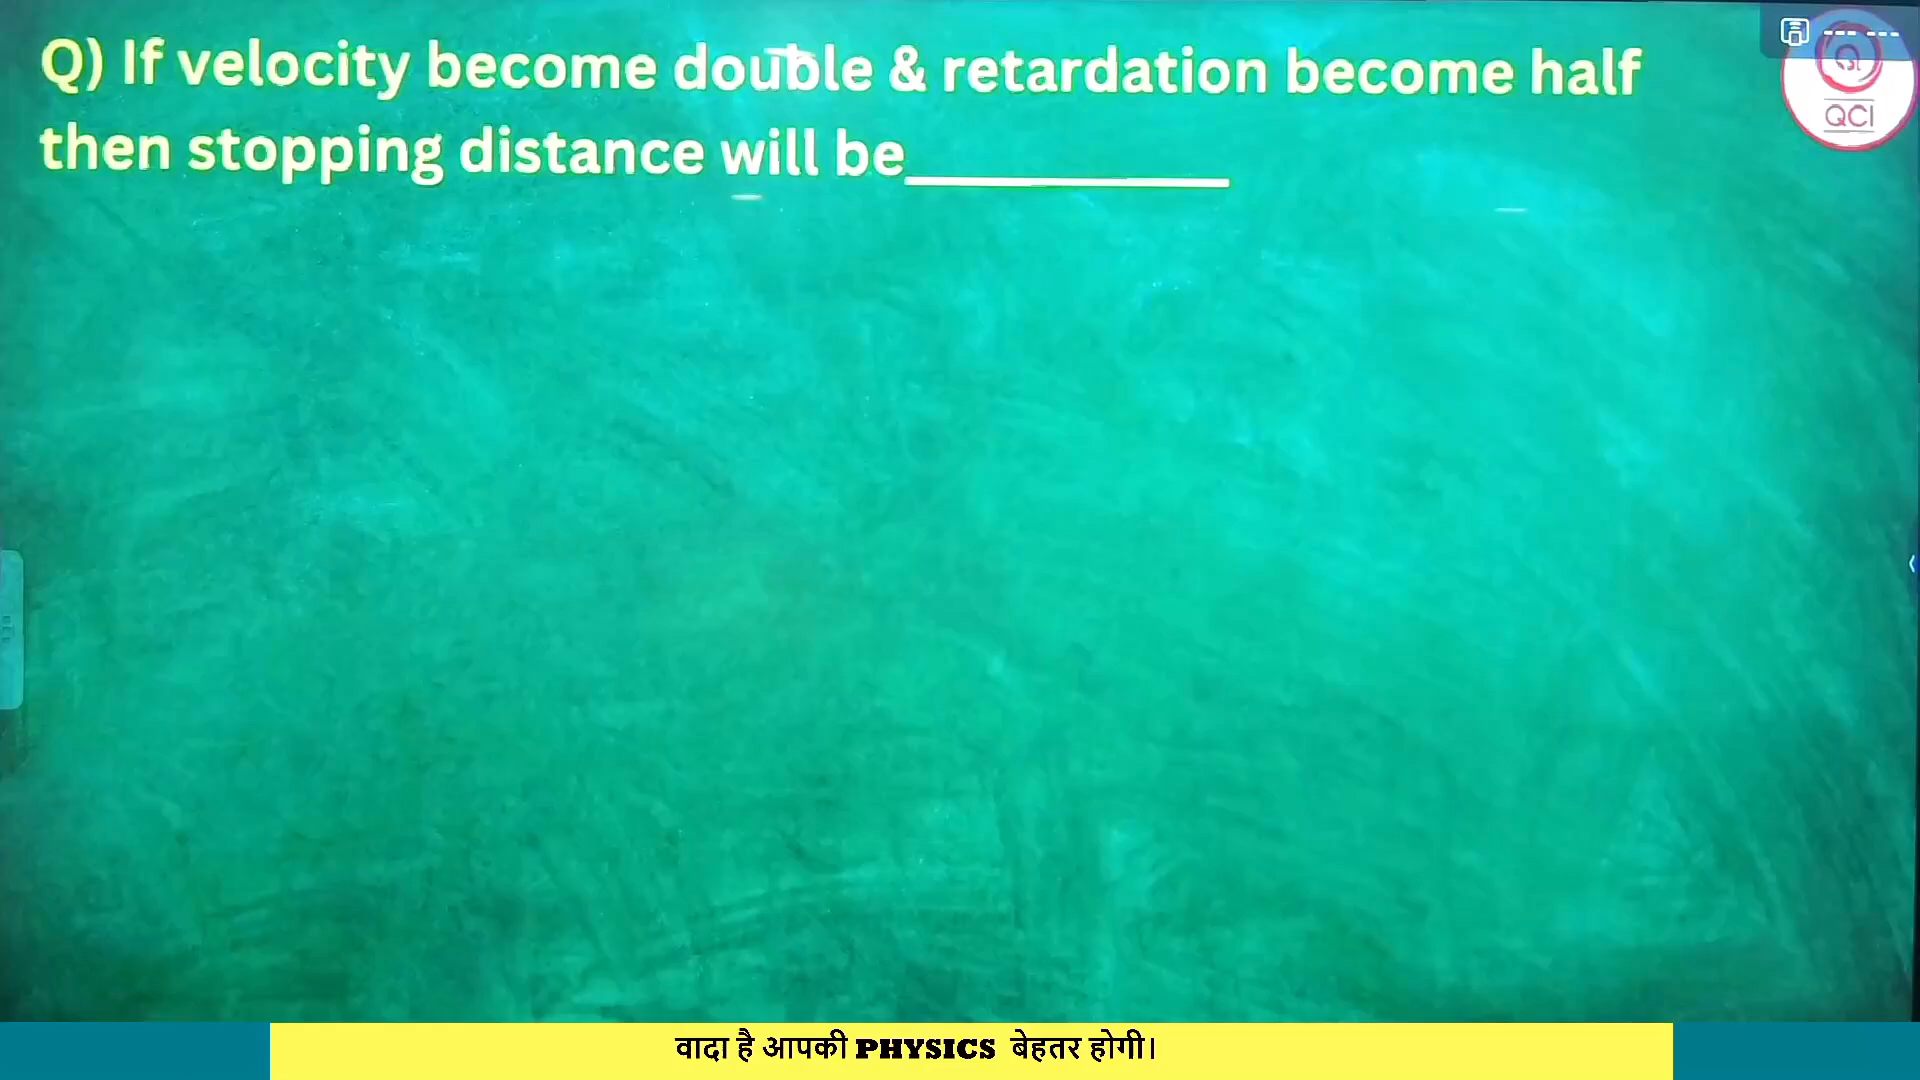 Q) If velocity become double & retardation become half
then stopping distance will be__________
QCI
वादा है आपकी PHYSICS बेहतर होगी।